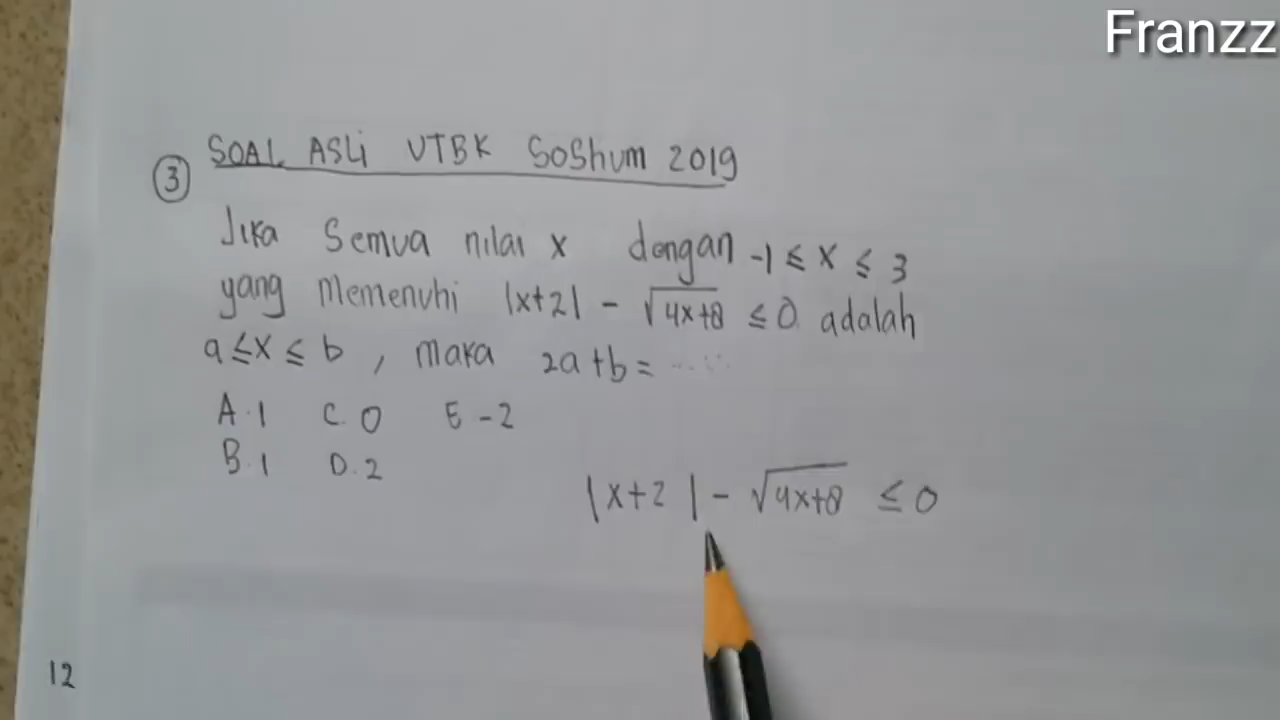 Franzz
SOAL ASLi UTBK SoShum 2019
3
Jika Semua nilai x dengan -1 ≤ x ≤ 3
yang memenuhi |x+2| - √4x+8 ≤ 0 adalah
a ≤ x ≤ b , maka 2a+b = ......
A. 1 C. 0 E -2
B. 1 D. 2
|x+2| - √4x+8 ≤ 0
12